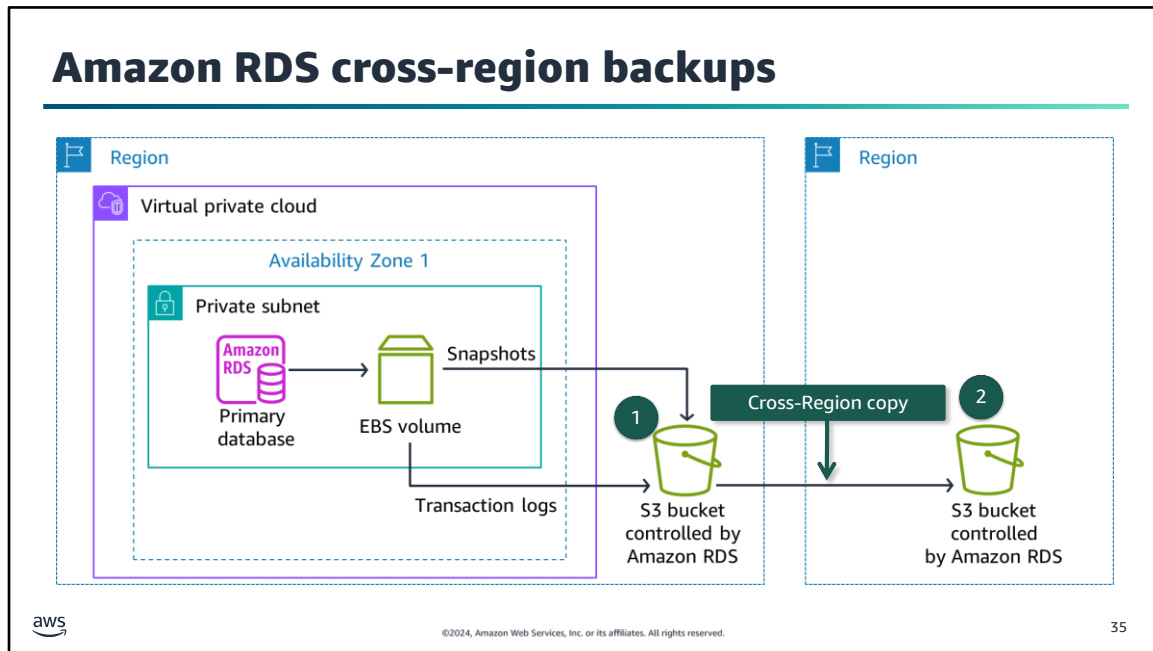 Amazon RDS cross-region backups
Region
Region
Virtual private cloud
Availability Zone 1
Private subnet
Amazon
RDS
Primary
database
EBS volume
Snapshots
Transaction logs
1
S3 bucket
controlled by
Amazon RDS
Cross-Region copy
2
S3 bucket
controlled
by Amazon RDS
aws
©2024, Amazon Web Services, Inc. or its affiliates. All rights reserved.
35